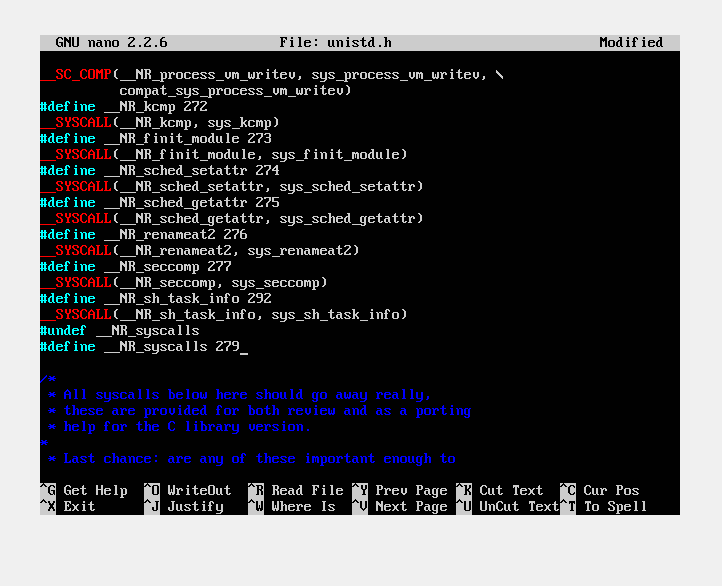 GNU nano 2.2.6 File: unistd.h Modified
__SC_COMP(__NR_process_vm_writev, sys_process_vm_writev, \
compat_sys_process_vm_writev)
#define __NR_kcmp 272
__SYSCALL(__NR_kcmp, sys_kcmp)
#define __NR_finit_module 273
__SYSCALL(__NR_finit_module, sys_finit_module)
#define __NR_sched_setattr 274
__SYSCALL(__NR_sched_setattr, sys_sched_setattr)
#define __NR_sched_getattr 275
__SYSCALL(__NR_sched_getattr, sys_sched_getattr)
#define __NR_renameat2 276
__SYSCALL(__NR_renameat2, sys_renameat2)
#define __NR_seccomp 277
__SYSCALL(__NR_seccomp, sys_seccomp)
#define __NR_sh_task_info 292
__SYSCALL(__NR_sh_task_info, sys_sh_task_info)
#undef __NR_syscalls
#define __NR_syscalls 279
/*
* All syscalls below here should go away really,
* these are provided for both review and as a porting
* help for the C library version.
*
* Last chance: are any of these important enough to
^G Get Help ^O WriteOut ^R Read File ^Y Prev Page ^K Cut Text ^C Cur Pos
^X Exit ^J Justify ^W Where Is ^V Next Page ^U UnCut Text ^T To Spell